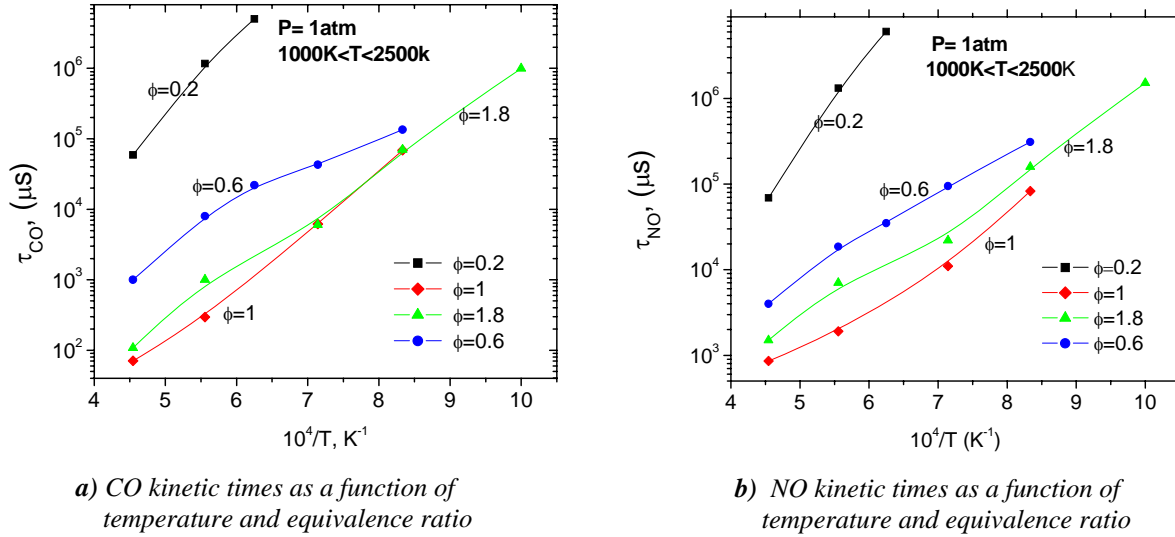 P= 1atm
1000K<T<2500k
ϕ=0.2
ϕ=1.8
ϕ=0.6
ϕ=1
ϕ=0.2
ϕ=1
ϕ=1.8
ϕ=0.6
τCO, (μs)
10^6
10^5
10^4
10^3
10^2
4 5 6 7 8 9 10
10^4/T, K^-1
a) CO kinetic times as a function of
temperature and equivalence ratio
P= 1atm
1000K<T<2500K
ϕ=0.2
ϕ=1.8
ϕ=0.6
ϕ=1
ϕ=0.2
ϕ=1
ϕ=1.8
ϕ=0.6
τNO, (μs)
10^6
10^5
10^4
10^3
4 5 6 7 8 9 10
10^4/T (K^-1)
b) NO kinetic times as a function of
temperature and equivalence ratio